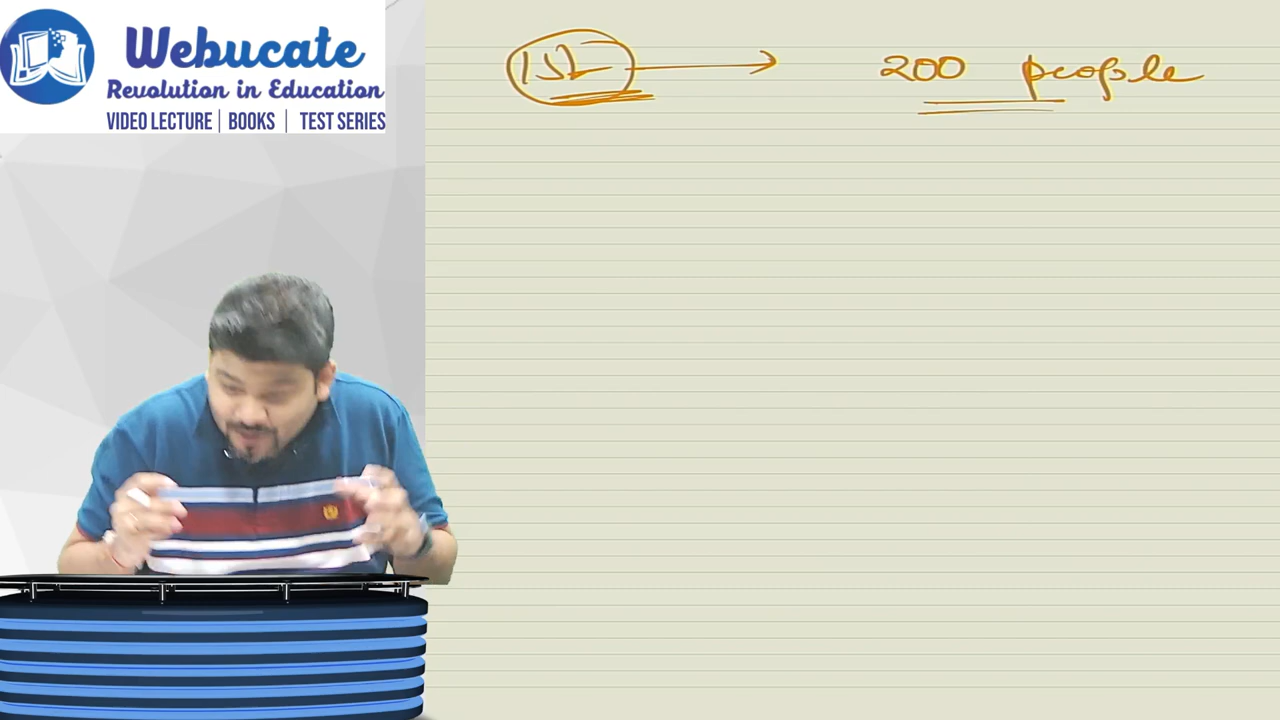 Webucate
Revolution in Education
VIDEO LECTURE | BOOKS | TEST SERIES
200 people